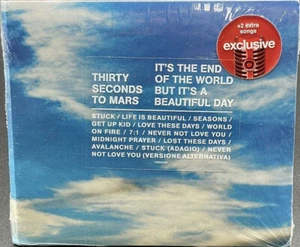 +2 extra
songs
exclusive
THIRTY
SECONDS
TO MARS
IT'S THE END
OF THE WORLD
BUT IT'S A
BEAUTIFUL DAY
STUCK / LIFE IS BEAUTIFUL / SEASONS /
GET UP KID / LOVE THESE DAYS / WORLD
ON FIRE / 7:1 / NEVER NOT LOVE YOU /
MIDNIGHT PRAYER / LOST THESE DAYS /
AVALANCHE / STUCK (ADAGIO) / NEVER
NOT LOVE YOU (VERSIONE ALTERNATIVA)